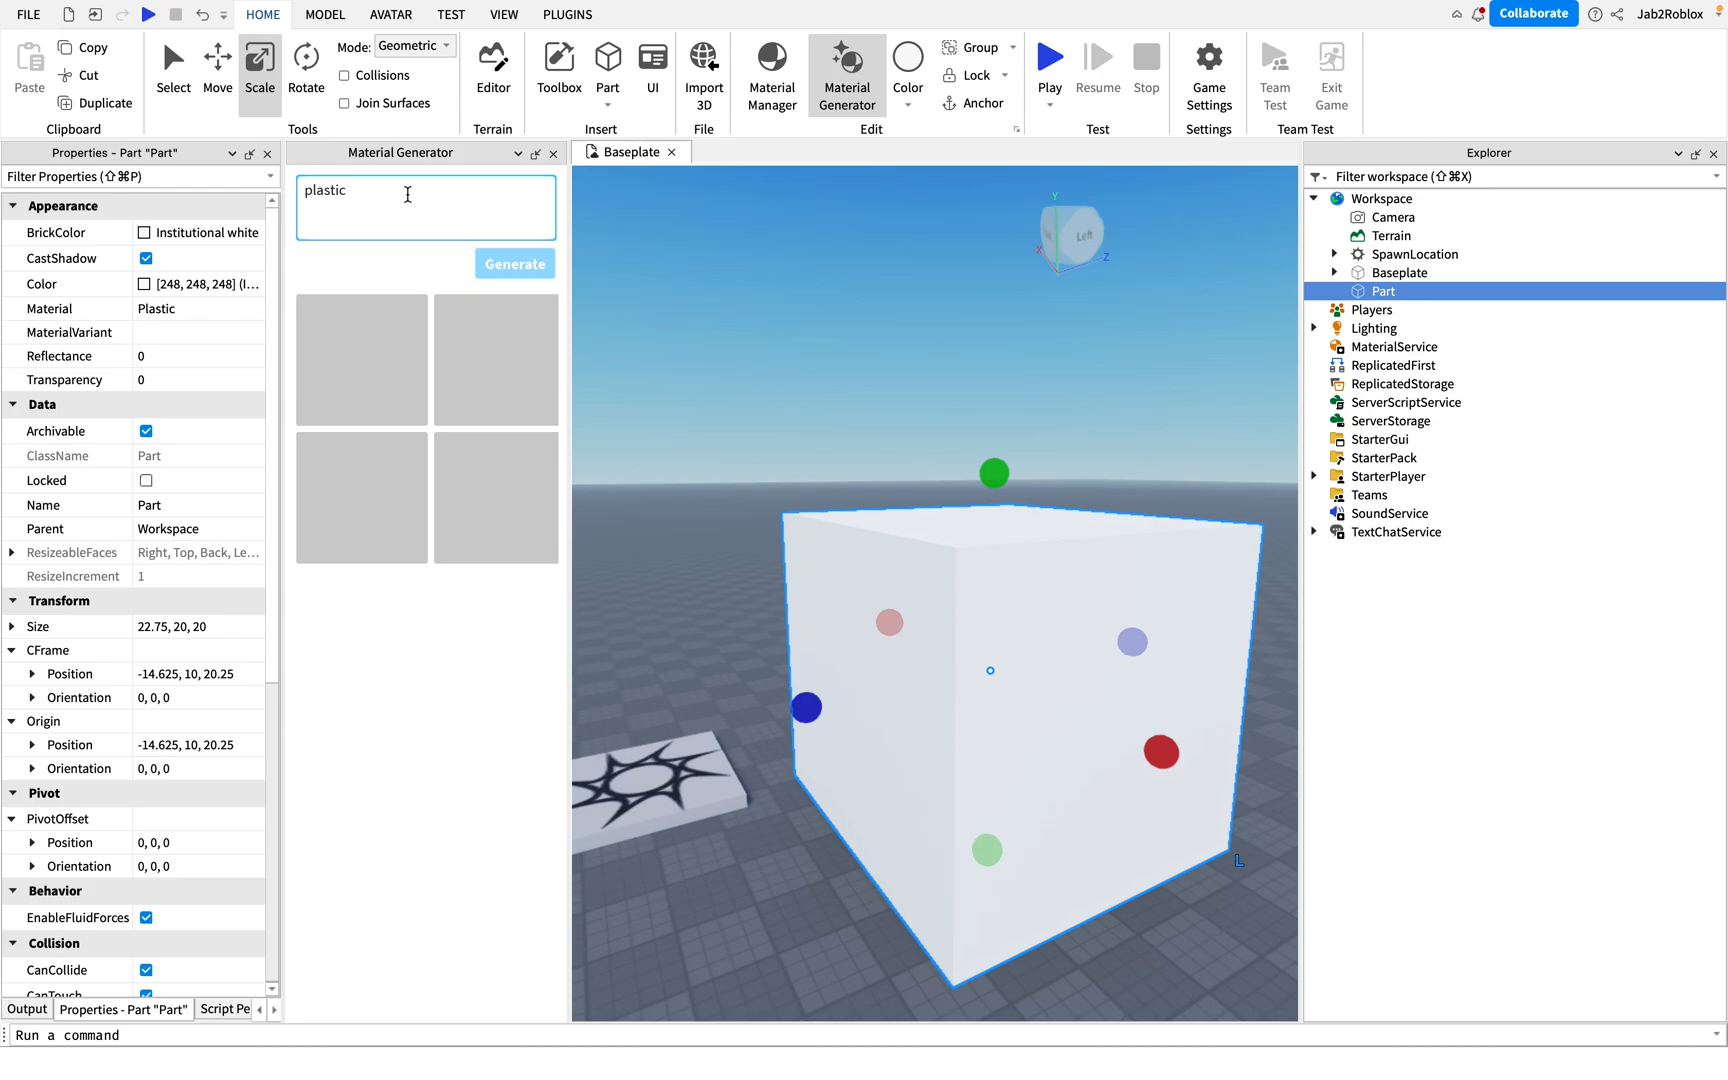 FILE HOME MODEL AVATAR TEST VIEW PLUGINS Collaborate Jab2Roblox
Paste
Copy
Cut
Duplicate
Clipboard
Select Move Scale Rotate
Mode: Geometric
Collisions
Join Surfaces
Tools
Editor
Terrain
Toolbox Part UI
Insert
Import 3D
File
Material Manager
Material Generator
Color
Group
Lock
Anchor
Edit
Play Resume Stop
Test
Game Settings
Settings
Team Test
Exit Game
Team Test
Properties - Part "Part"
Filter Properties (⇧⌘P)
Appearance
BrickColor Institutional white
CastShadow
Color [248, 248, 248] (I...
Material Plastic
MaterialVariant
Reflectance 0
Transparency 0
Data
Archivable
ClassName Part
Locked
Name Part
Parent Workspace
ResizeableFaces Right, Top, Back, Le...
ResizeIncrement 1
Transform
Size 22.75, 20, 20
CFrame
Position -14.625, 10, 20.25
Orientation 0, 0, 0
Origin
Position -14.625, 10, 20.25
Orientation 0, 0, 0
Pivot
PivotOffset
Position 0, 0, 0
Orientation 0, 0, 0
Behavior
EnableFluidForces
Collision
CanCollide
CanTouch
Output Properties - Part "Part" Script Pe
Material Generator
plastic
Generate
Baseplate
Y
Left
X
Z
L
Explorer
Filter workspace (⇧⌘X)
Workspace
Camera
Terrain
SpawnLocation
Baseplate
Part
Players
Lighting
MaterialService
ReplicatedFirst
ReplicatedStorage
ServerScriptService
ServerStorage
StarterGui
StarterPack
StarterPlayer
Teams
SoundService
TextChatService
Run a command